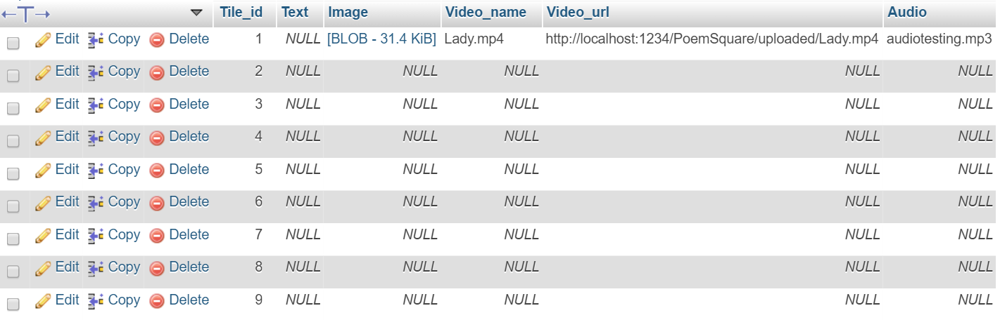 Tile_id Text Image Video_name Video_url Audio
Edit Copy Delete 1 NULL [BLOB - 31.4 KiB] Lady.mp4 http://localhost:1234/PoemSquare/uploaded/Lady.mp4 audiotesting.mp3
Edit Copy Delete 2 NULL NULL NULL NULL NULL
Edit Copy Delete 3 NULL NULL NULL NULL NULL
Edit Copy Delete 4 NULL NULL NULL NULL NULL
Edit Copy Delete 5 NULL NULL NULL NULL NULL
Edit Copy Delete 6 NULL NULL NULL NULL NULL
Edit Copy Delete 7 NULL NULL NULL NULL NULL
Edit Copy Delete 8 NULL NULL NULL NULL NULL
Edit Copy Delete 9 NULL NULL NULL NULL NULL